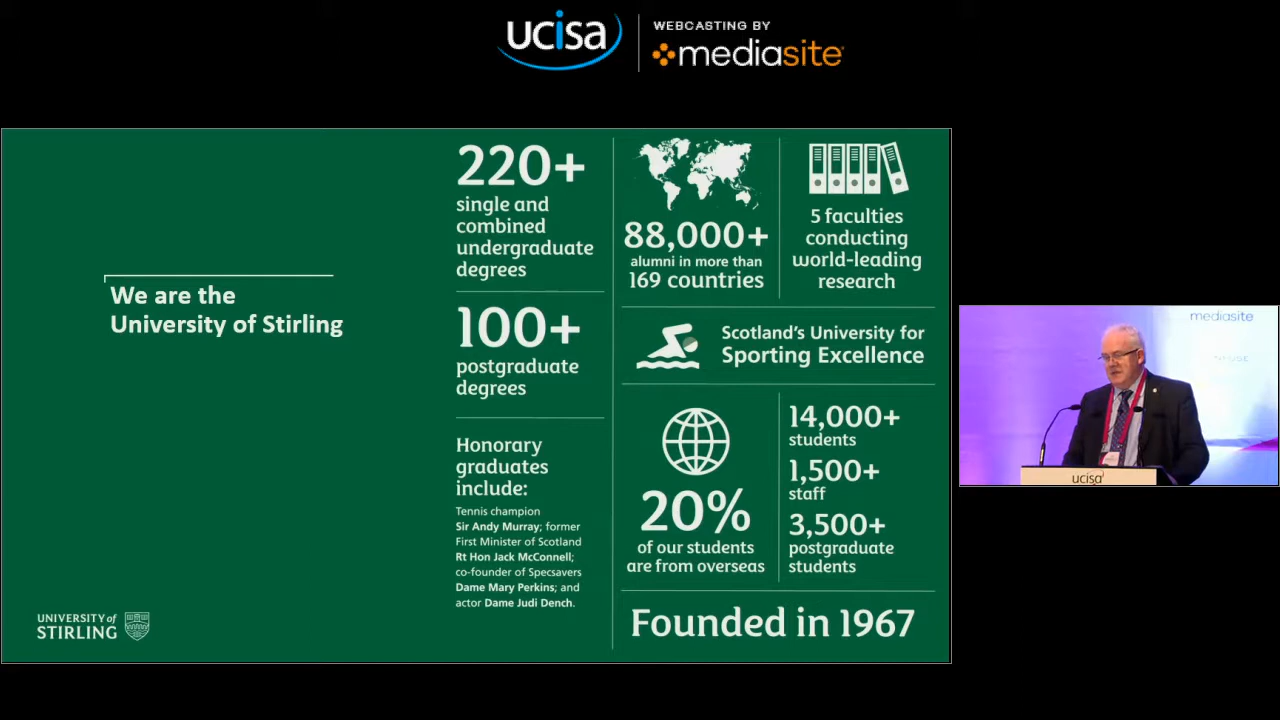 ucisa
WEBCASTING BY
mediasite
220+
single and
combined
undergraduate
degrees
100+
postgraduate
degrees
Honorary
graduates
include:
Tennis champion
Sir Andy Murray; former
First Minister of Scotland
Rt Hon Jack McConnell;
co-founder of Specsavers
Dame Mary Perkins; and
actor Dame Judi Dench.
88,000+
alumni in more than
169 countries
5 faculties
conducting
world-leading
research
Scotland's University for
Sporting Excellence
20%
of our students
are from overseas
14,000+
students
1,500+
staff
3,500+
postgraduate
students
Founded in 1967
We are the
University of Stirling
UNIVERSITY of
STIRLING
mediasite
ucisa